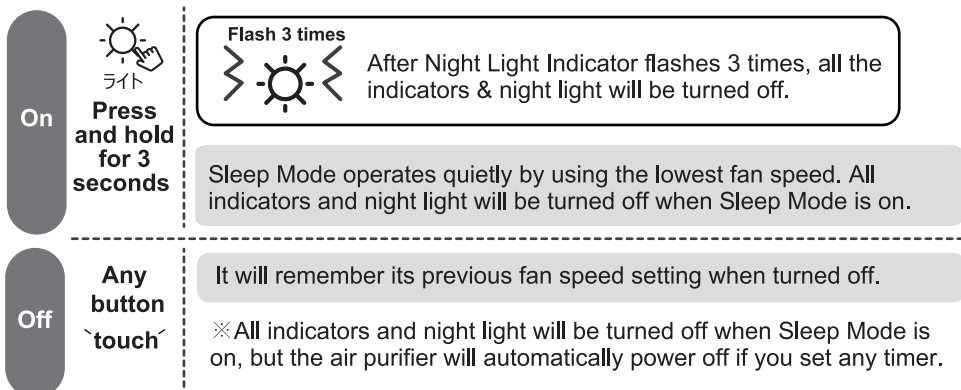 On
ライト
Press
and hold
for 3
seconds
Flash 3 times
After Night Light Indicator flashes 3 times, all the
indicators & night light will be turned off.
Sleep Mode operates quietly by using the lowest fan speed. All
indicators and night light will be turned off when Sleep Mode is on.
Off
Any
button
`touch´
It will remember its previous fan speed setting when turned off.
※All indicators and night light will be turned off when Sleep Mode is
on, but the air purifier will automatically power off if you set any timer.